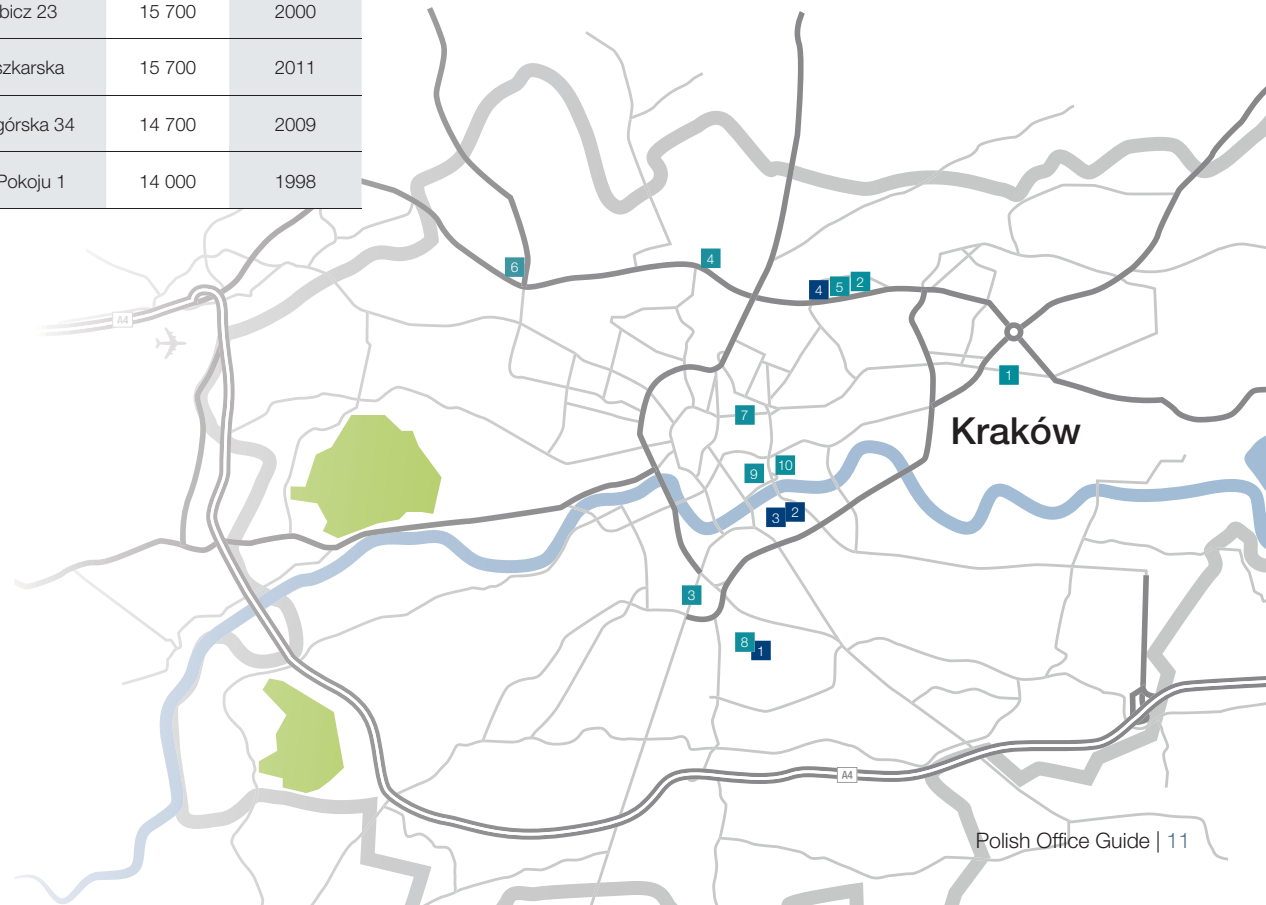 bicz 23 15 700 2000
szkarska 15 700 2011
górska 34 14 700 2009
Pokoju 1 14 000 1998
6
4
4 5 2
A4
1
7
Kraków
9 10
3 2
3
8 1
A4
Polish Office Guide | 11